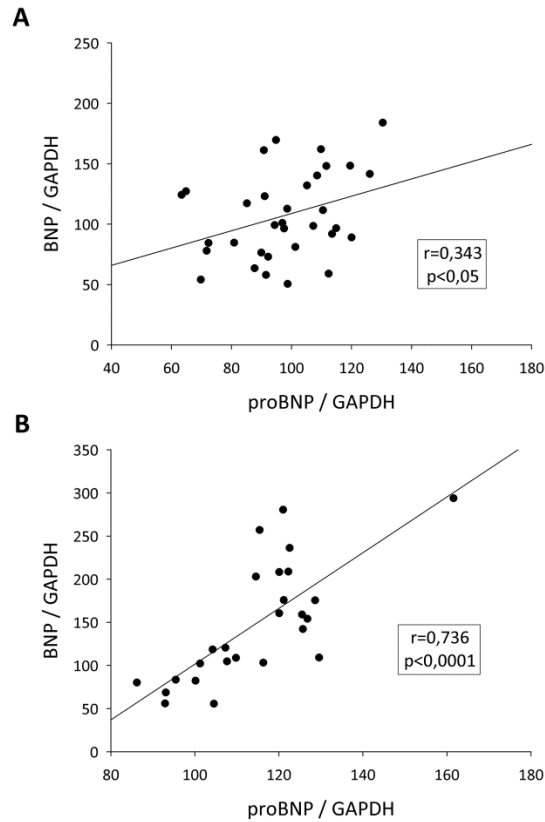 A
250
200
150
100
50
0
BNP / GAPDH
r=0,343
p<0,05
40 60 80 100 120 140 160 180
proBNP / GAPDH
B
350
300
250
200
150
100
50
0
BNP / GAPDH
r=0,736
p<0,0001
80 100 120 140 160 180
proBNP / GAPDH